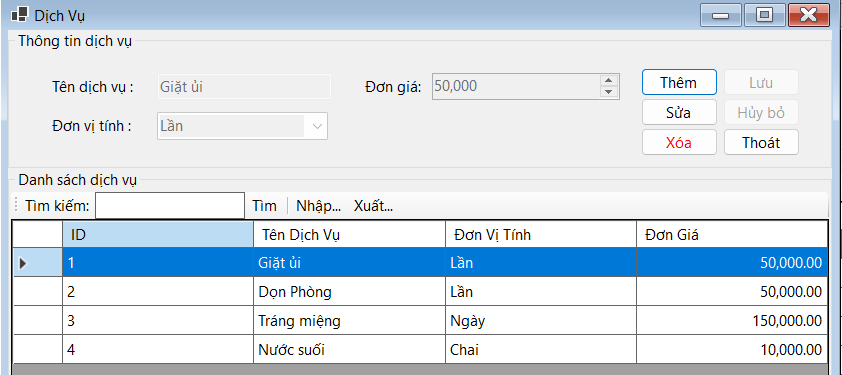 Dịch Vụ
Thông tin dịch vụ
Tên dịch vụ : Giặt ủi Đơn giá: 50,000 Thêm Lưu
Sửa Hủy bỏ
Đơn vị tính : Lần
Xóa Thoát
Danh sách dịch vụ
Tìm kiếm: Tìm Nhập... Xuất...
ID Tên Dịch Vụ Đơn Vị Tính Đơn Giá
1 Giặt ủi Lần 50,000.00
2 Dọn Phòng Lần 50,000.00
3 Tráng miệng Ngày 150,000.00
4 Nước suối Chai 10,000.00